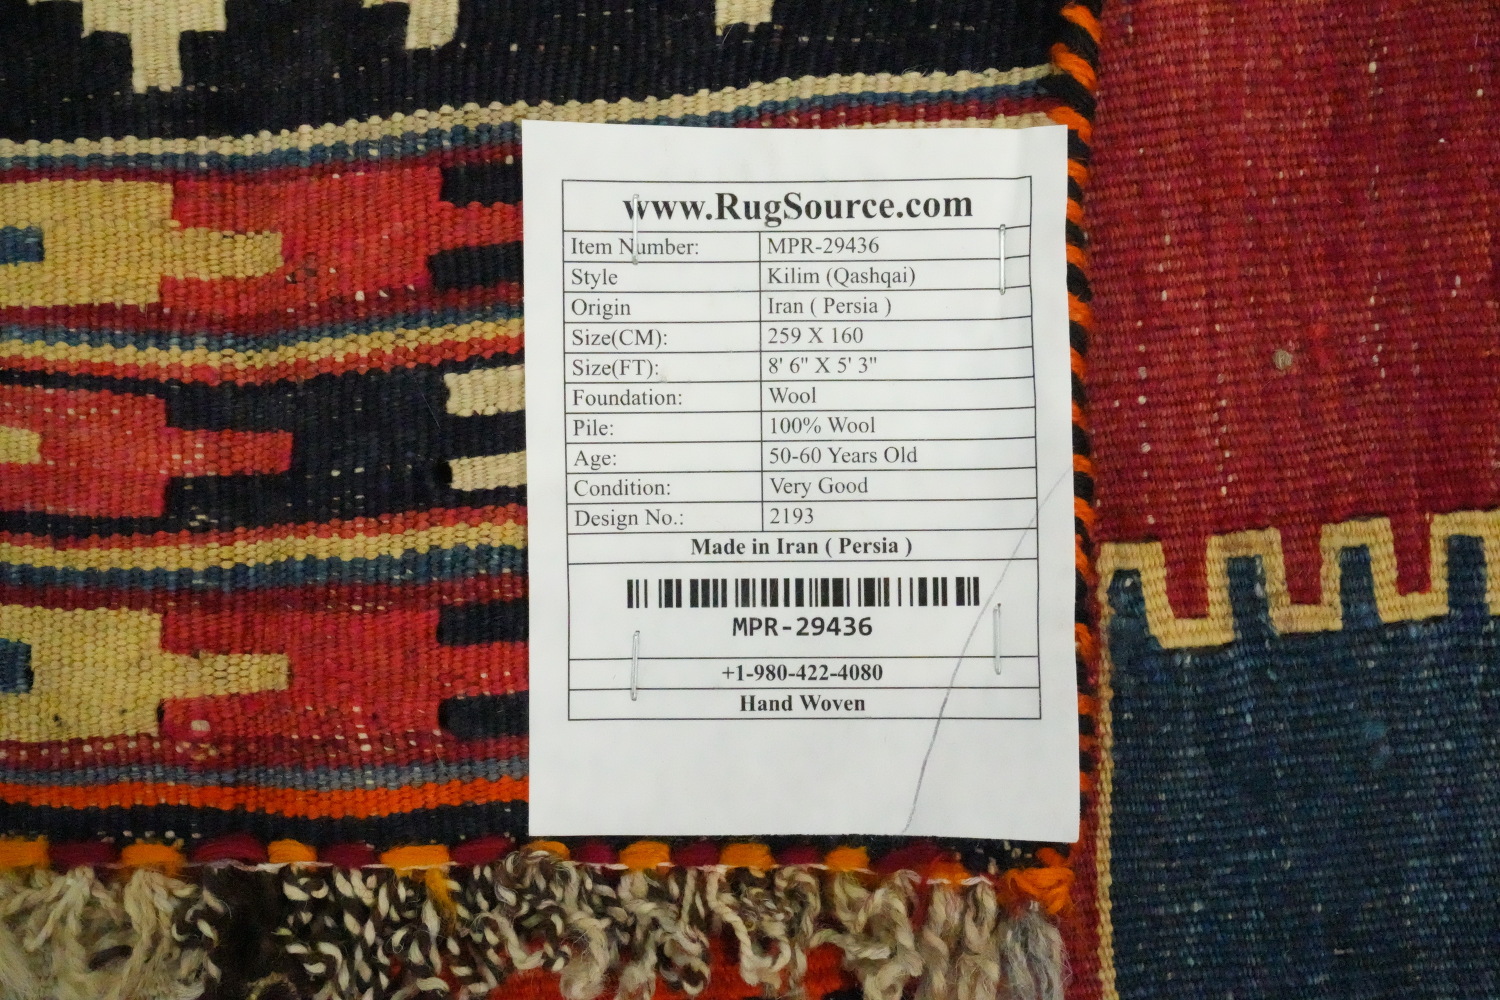 www.RugSource.com
Item Number: MPR-29436
Style Kilim (Qashqai)
Origin Iran ( Persia )
Size(CM): 259 X 160
Size(FT): 8' 6" X 5' 3"
Foundation: Wool
Pile: 100% Wool
Age: 50-60 Years Old
Condition: Very Good
Design No.: 2193
Made in Iran ( Persia )
MPR-29436
+1-980-422-4080
Hand Woven